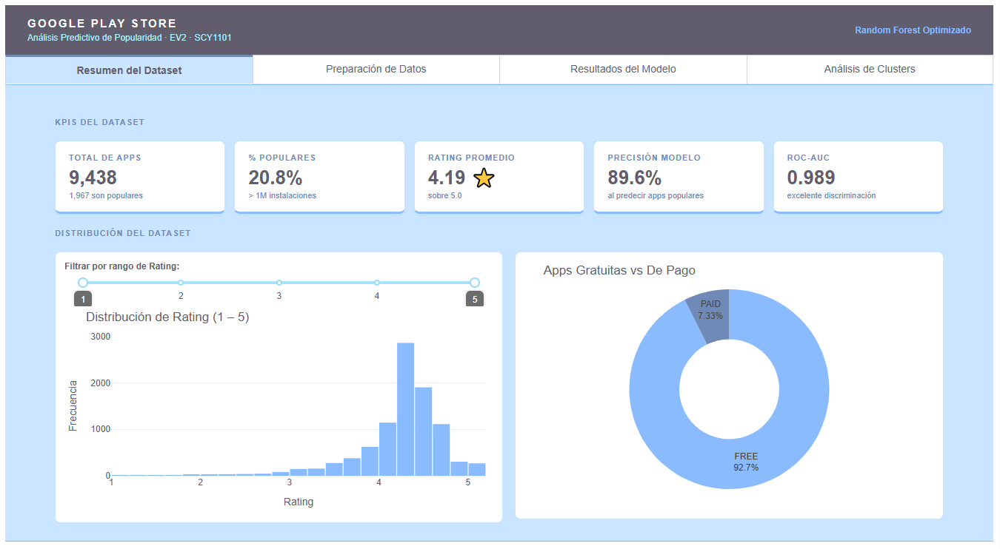 GOOGLE PLAY STORE
Análisis Predictivo de Popularidad · EV2 · SCY1101
Random Forest Optimizado
Resumen del Dataset
Preparación de Datos
Resultados del Modelo
Análisis de Clusters
KPIS DEL DATASET
TOTAL DE APPS
9,438
1,967 son populares
% POPULARES
20.8%
> 1M instalaciones
RATING PROMEDIO
4.19
sobre 5.0
PRECISIÓN MODELO
89.6%
al predecir apps populares
ROC-AUC
0.989
excelente discriminación
DISTRIBUCIÓN DEL DATASET
Filtrar por rango de Rating:
1 2 3 4 5
Distribución de Rating (1 – 5)
3000
2000
1000
0
Frecuencia
1 2 3 4 5
Rating
Apps Gratuitas vs De Pago
PAID
7.33%
FREE
92.7%